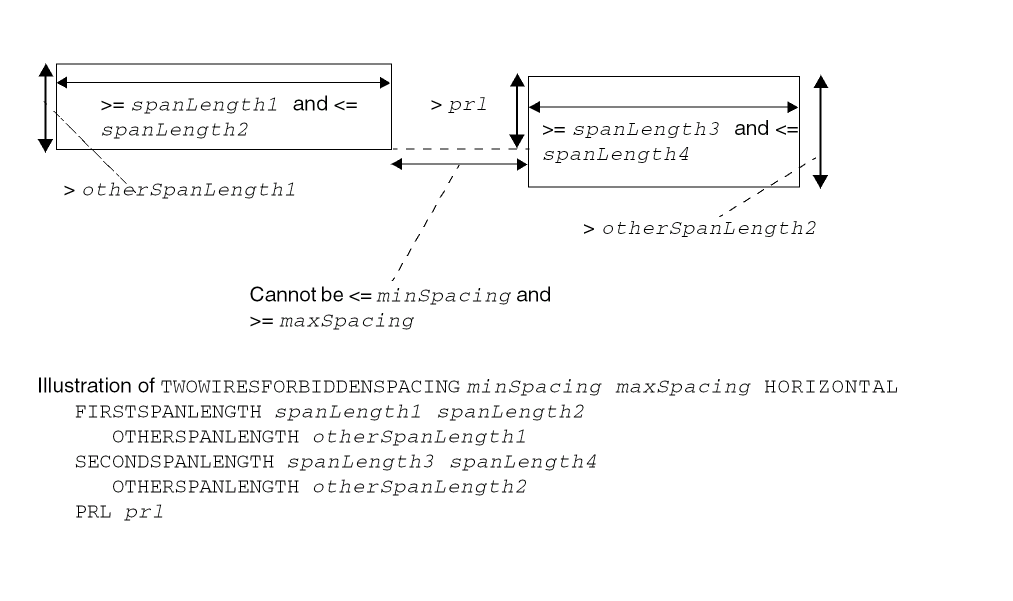 >= spanLength1 and <=
spanLength2
> prl
>= spanLength3 and <=
spanLength4
> otherSpanLength1
> otherSpanLength2
Cannot be <= minSpacing and
>= maxSpacing
Illustration of TWOWIRESFORBIDDENSPACING minSpacing maxSpacing HORIZONTAL
FIRSTSPANLENGTH spanLength1 spanLength2
OTHERSPANLENGTH otherSpanLength1
SECONDSPANLENGTH spanLength3 spanLength4
OTHERSPANLENGTH otherSpanLength2
PRL prl